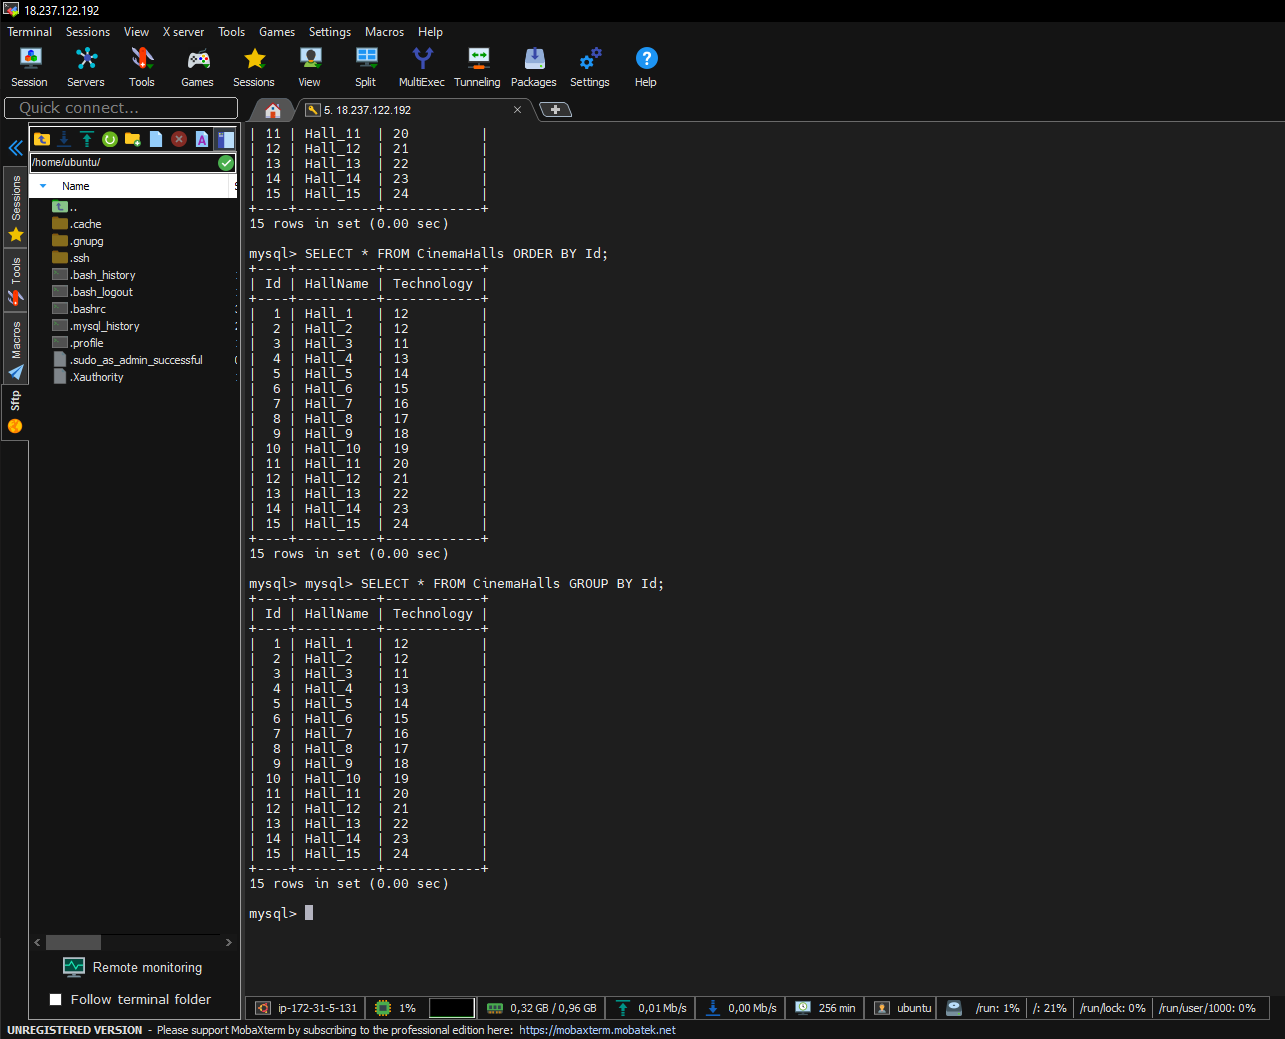 18.237.122.192
Terminal Sessions View X server Tools Games Settings Macros Help
Session Servers Tools Games Sessions View Split MultiExec Tunneling Packages Settings Help
Quick connect...
5. 18.237.122.192
/home/ubuntu/
Name
..
.cache
.gnupg
.ssh
.bash_history
.bash_logout
.bashrc
.mysql_history
.profile
.sudo_as_admin_successful
.Xauthority
Sessions
Tools
Macros
Sftp
Remote monitoring
Follow terminal folder
| 11 | Hall_11  | 20         |
| 12 | Hall_12  | 21         |
| 13 | Hall_13  | 22         |
| 14 | Hall_14  | 23         |
| 15 | Hall_15  | 24         |
+----+----------+------------+
15 rows in set (0.00 sec)
mysql> SELECT * FROM CinemaHalls ORDER BY Id;
+----+----------+------------+
| Id | HallName | Technology |
+----+----------+------------+
|  1 | Hall_1   | 12         |
|  2 | Hall_2   | 12         |
|  3 | Hall_3   | 11         |
|  4 | Hall_4   | 13         |
|  5 | Hall_5   | 14         |
|  6 | Hall_6   | 15         |
|  7 | Hall_7   | 16         |
|  8 | Hall_8   | 17         |
|  9 | Hall_9   | 18         |
| 10 | Hall_10  | 19         |
| 11 | Hall_11  | 20         |
| 12 | Hall_12  | 21         |
| 13 | Hall_13  | 22         |
| 14 | Hall_14  | 23         |
| 15 | Hall_15  | 24         |
+----+----------+------------+
15 rows in set (0.00 sec)
mysql> mysql> SELECT * FROM CinemaHalls GROUP BY Id;
+----+----------+------------+
| Id | HallName | Technology |
+----+----------+------------+
|  1 | Hall_1   | 12         |
|  2 | Hall_2   | 12         |
|  3 | Hall_3   | 11         |
|  4 | Hall_4   | 13         |
|  5 | Hall_5   | 14         |
|  6 | Hall_6   | 15         |
|  7 | Hall_7   | 16         |
|  8 | Hall_8   | 17         |
|  9 | Hall_9   | 18         |
| 10 | Hall_10  | 19         |
| 11 | Hall_11  | 20         |
| 12 | Hall_12  | 21         |
| 13 | Hall_13  | 22         |
| 14 | Hall_14  | 23         |
| 15 | Hall_15  | 24         |
+----+----------+------------+
15 rows in set (0.00 sec)
mysql>
ip-172-31-5-131 1% 0,32 GB / 0,96 GB 0,01 Mb/s 0,00 Mb/s 256 min ubuntu /run: 1% /: 21% /run/lock: 0% /run/user/1000: 0%
UNREGISTERED VERSION - Please support MobaXterm by subscribing to the professional edition here: https://mobaxterm.mobatek.net